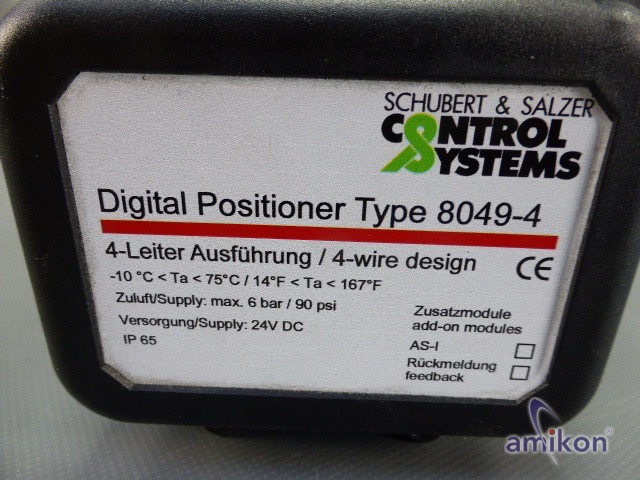 SCHUBERT & SALZER
CONTROL
SYSTEMS
Digital Positioner Type 8049-4
4-Leiter Ausführung / 4-wire design
CE
-10 °C < Ta < 75°C / 14°F < Ta < 167°F
Zuluft/Supply: max. 6 bar / 90 psi
Versorgung/Supply: 24V DC
IP 65
Zusatzmodule
add-on modules
AS-I
Rückmeldung
feedback
amikon®